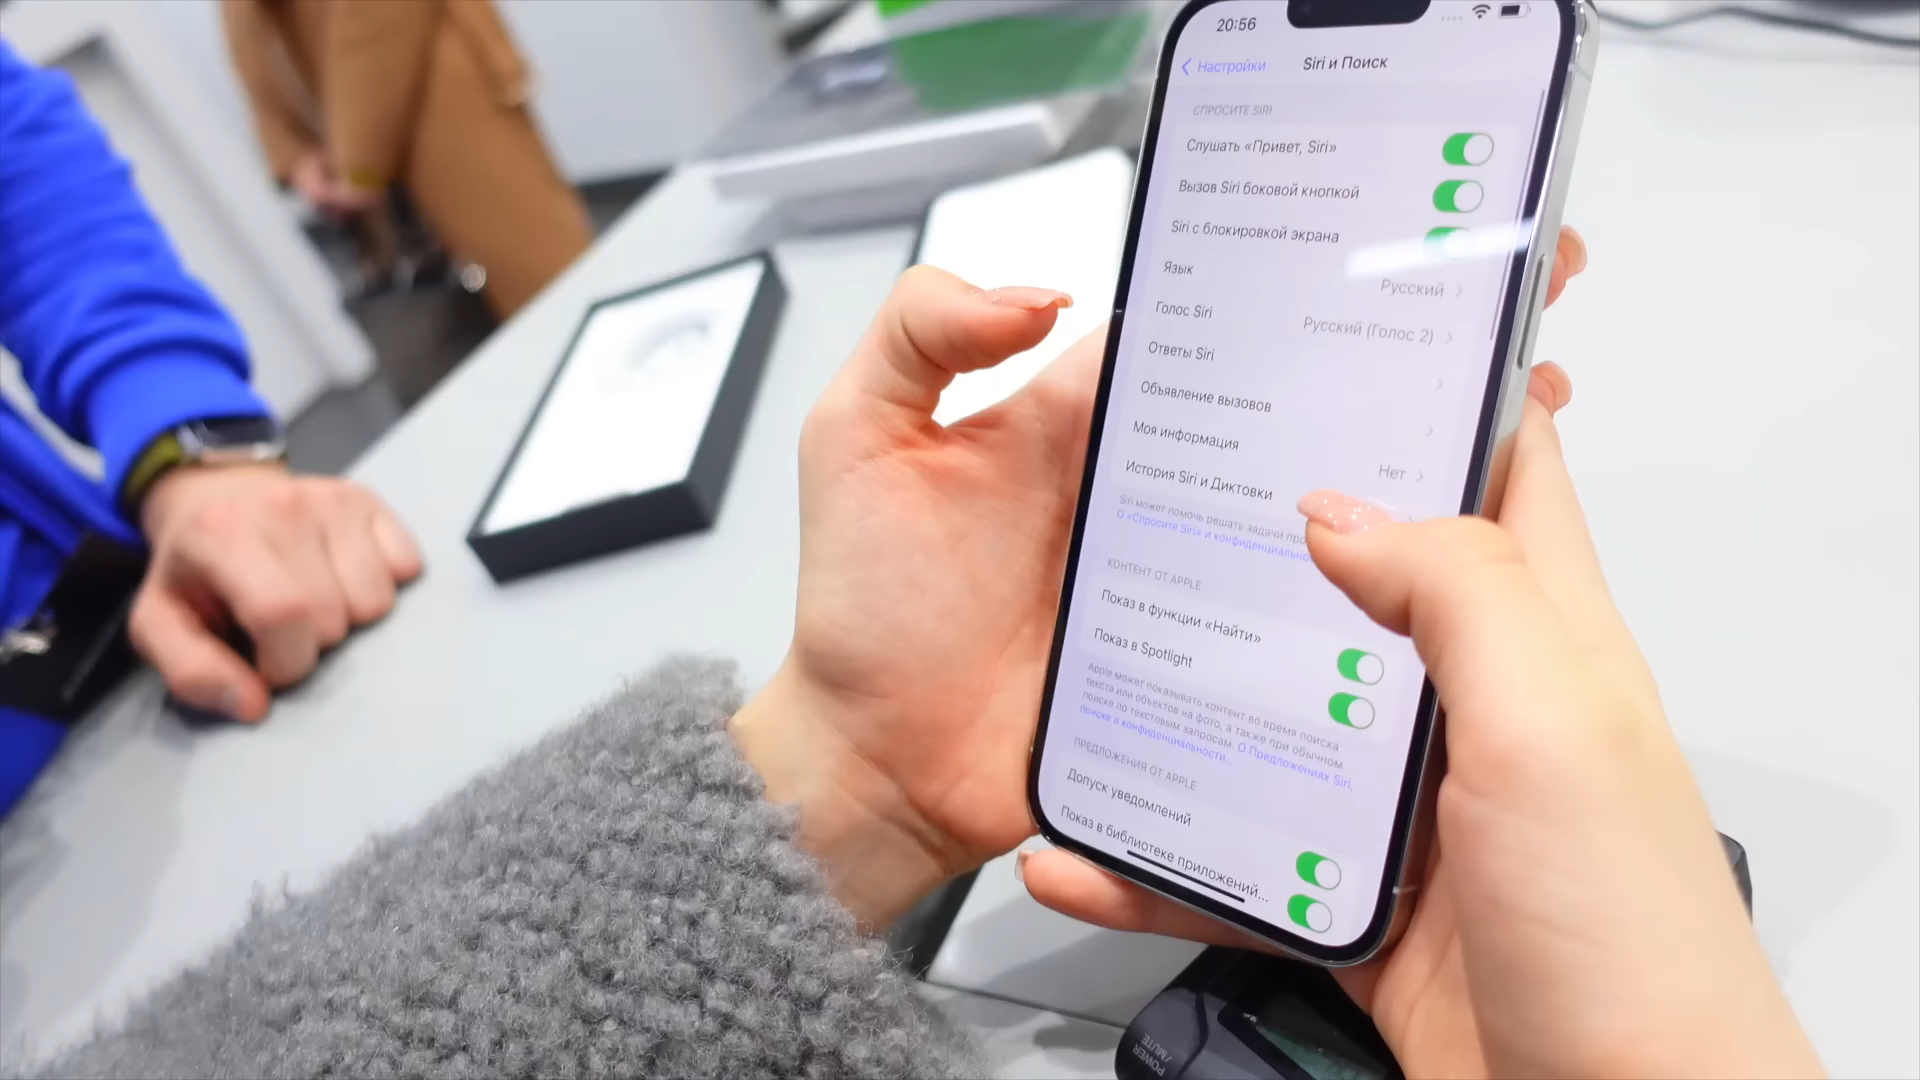 20:56
Настройки
Siri и Поиск
СПРОСИТЕ SIRI
Слушать «Привет, Siri»
Вызов Siri боковой кнопкой
Siri с блокировкой экрана
Язык
Русский
Голос Siri
Русский (Голос 2)
Ответы Siri
Объявление вызовов
Моя информация
Нет
История Siri и Диктовки
Siri может помочь решать задачи
О «Спросите Siri» и
КОНТЕНТ ОТ APPLE
Показ в функции «Найти»
Показ в Spotlight
Apple может показывать контент во время поиска
текста или объектов на фото, а также при обычном
поиске по текстовым запросам. О Предложениях Siri,
поиске и конфиденциальности...
ПРЕДЛОЖЕНИЯ ОТ APPLE
Допуск уведомлений
Показ в библиотеке приложений...
POWER
/MUTE